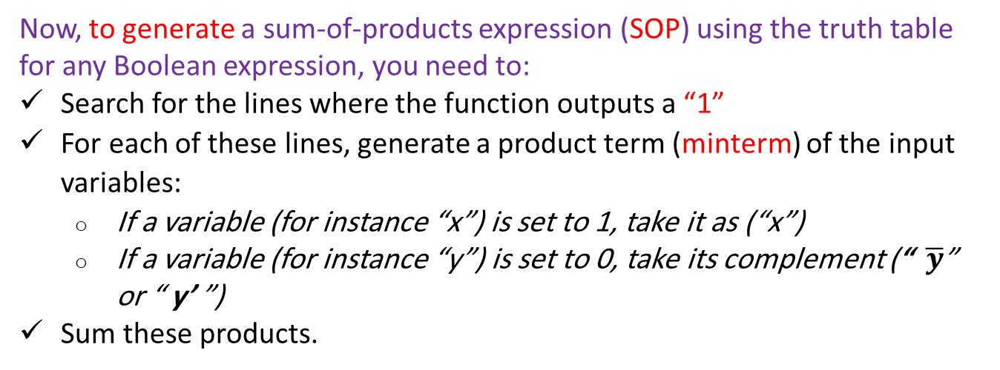 Now, to generate a sum-of-products expression (SOP) using the truth table
for any Boolean expression, you need to:
✓ Search for the lines where the function outputs a “1”
✓ For each of these lines, generate a product term (minterm) of the input
variables:
○ If a variable (for instance “x”) is set to 1, take it as (“x”)
○ If a variable (for instance “y”) is set to 0, take its complement (“ y̅ ”
or “ y’ ”)
✓ Sum these products.